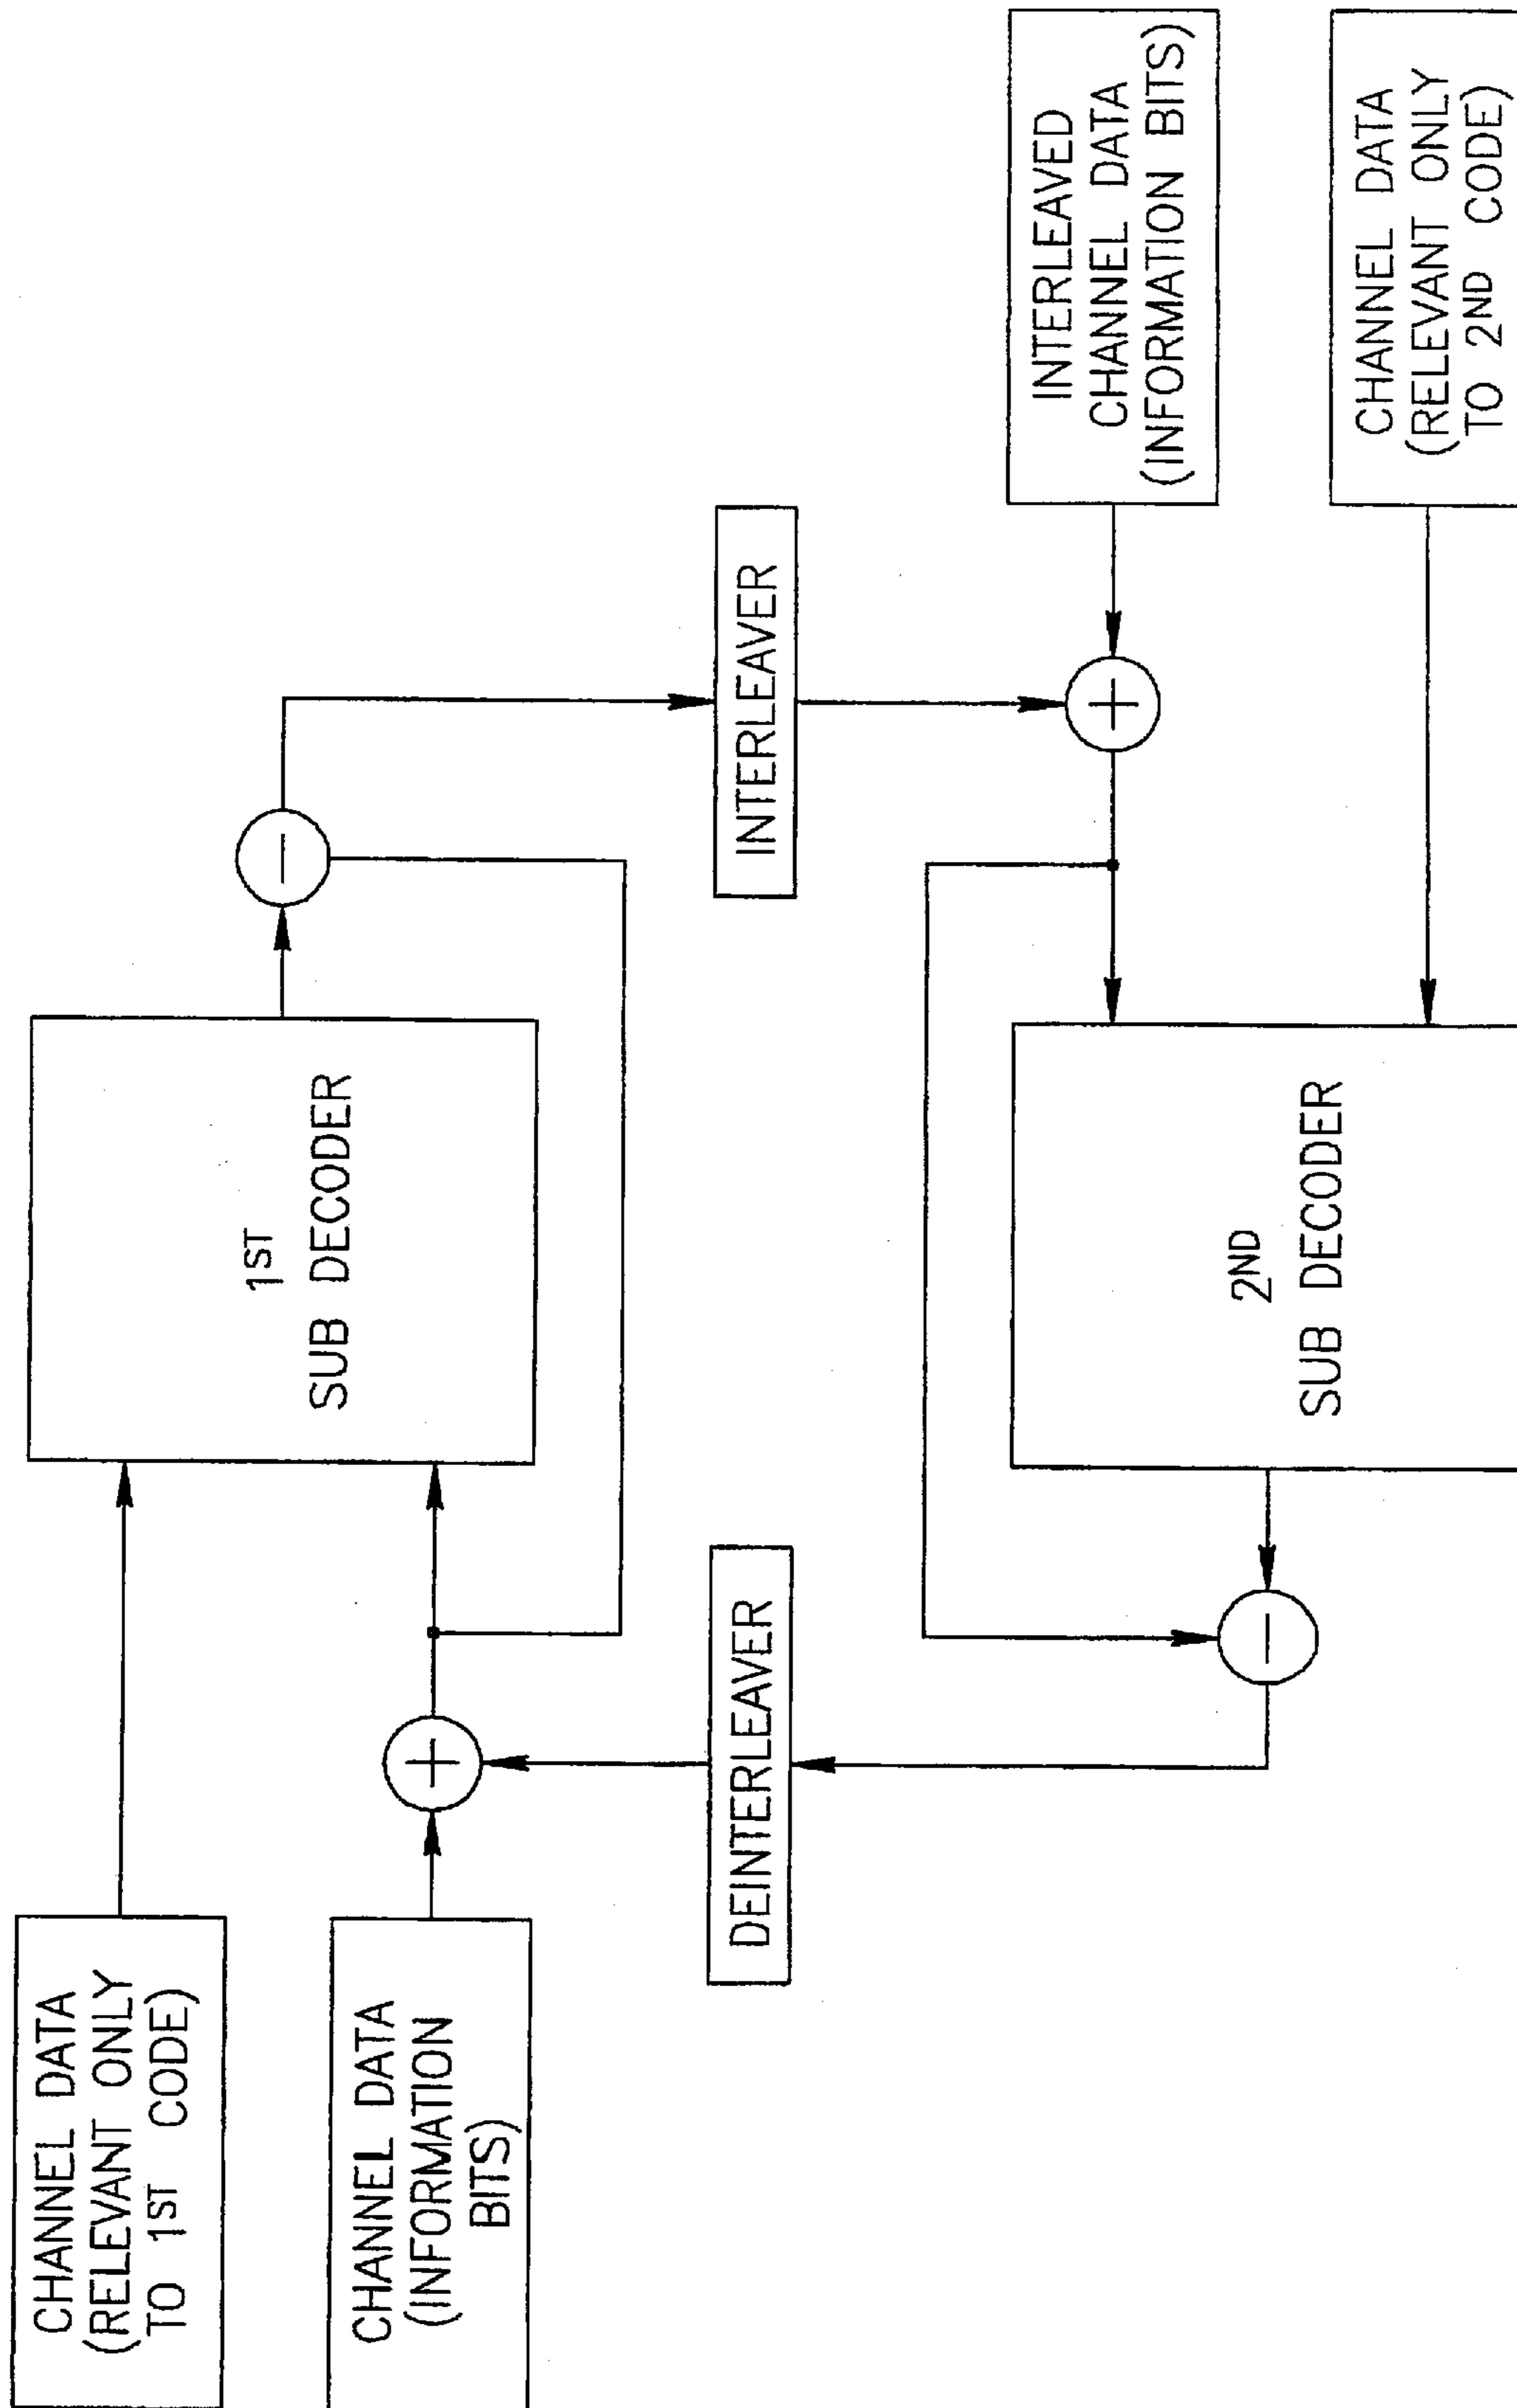 CHANNEL DATA
(RELEVANT ONLY
TO 1ST CODE)
CHANNEL DATA
(INFORMATION
BITS)
1ST
SUB DECODER
DEINTERLEAVER
INTERLEAVER
2ND
SUB DECODER
INTERLEAVED
CHANNEL DATA
(INFORMATION BITS)
CHANNEL DATA
(RELEVANT ONLY
TO 2ND CODE)